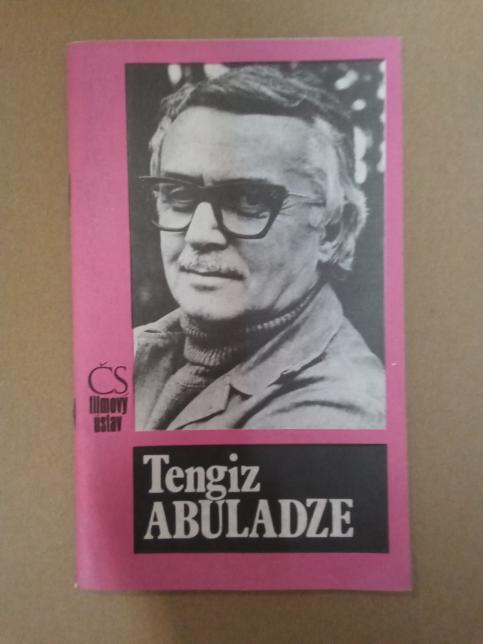 ČS
filmový
ústav
Tengiz
ABULADZE